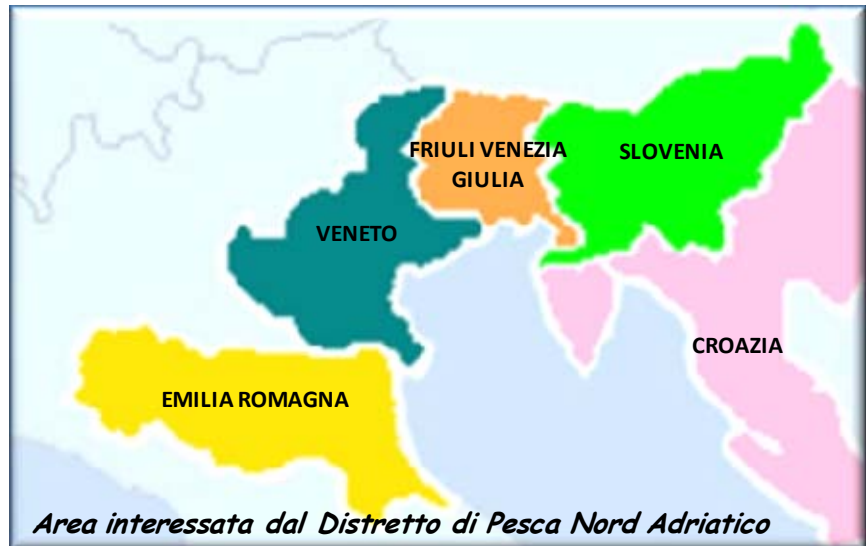 FRIULI VENEZIA
GIULIA
SLOVENIA
VENETO
CROAZIA
EMILIA ROMAGNA
Area interessata dal Distretto di Pesca Nord Adriatico